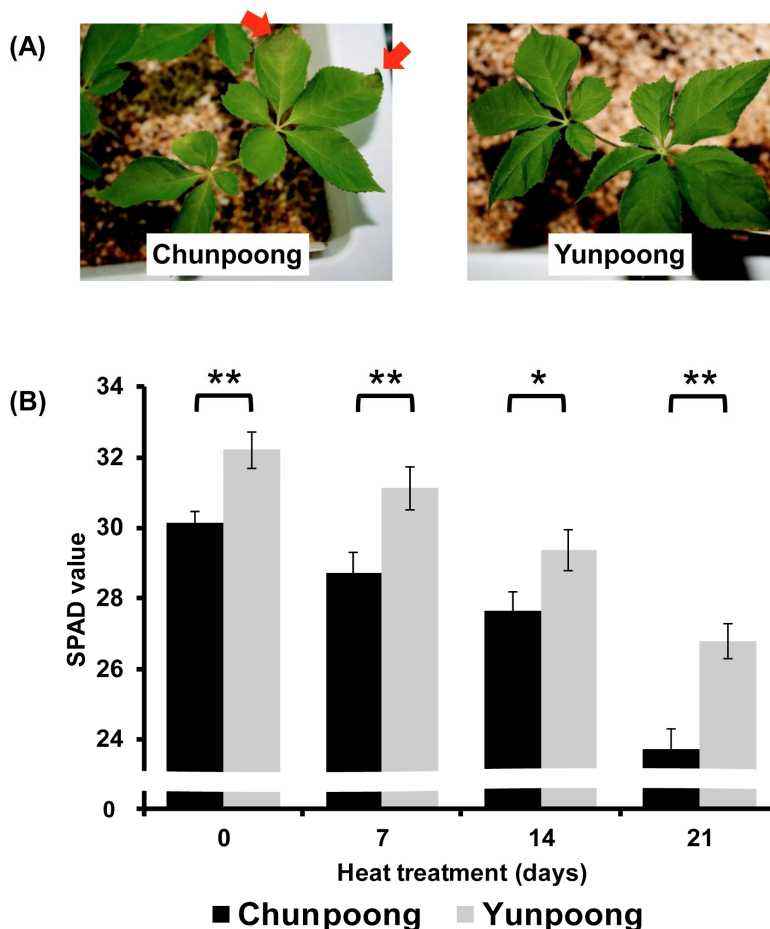 (A)
Chunpoong
Yunpoong
(B)
SPAD value
34
32
30
28
26
24
0
**
**
*
**
0 7 14 21
Heat treatment (days)
Chunpoong Yunpoong